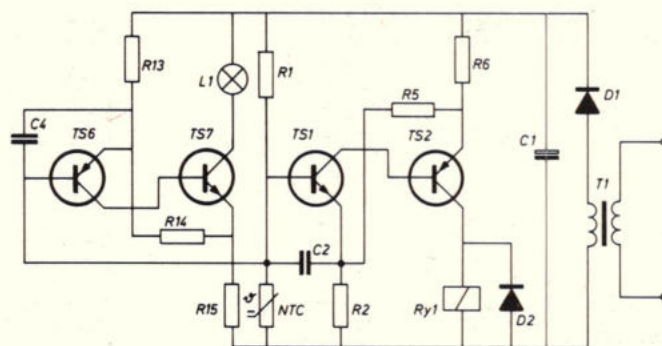 R13
L1
R1
R6
R5
D1
C4
TS6
TS7
TS1
TS2
C1
T1
R14
C2
R15
ϑ
NTC
R2
Ry1
D2